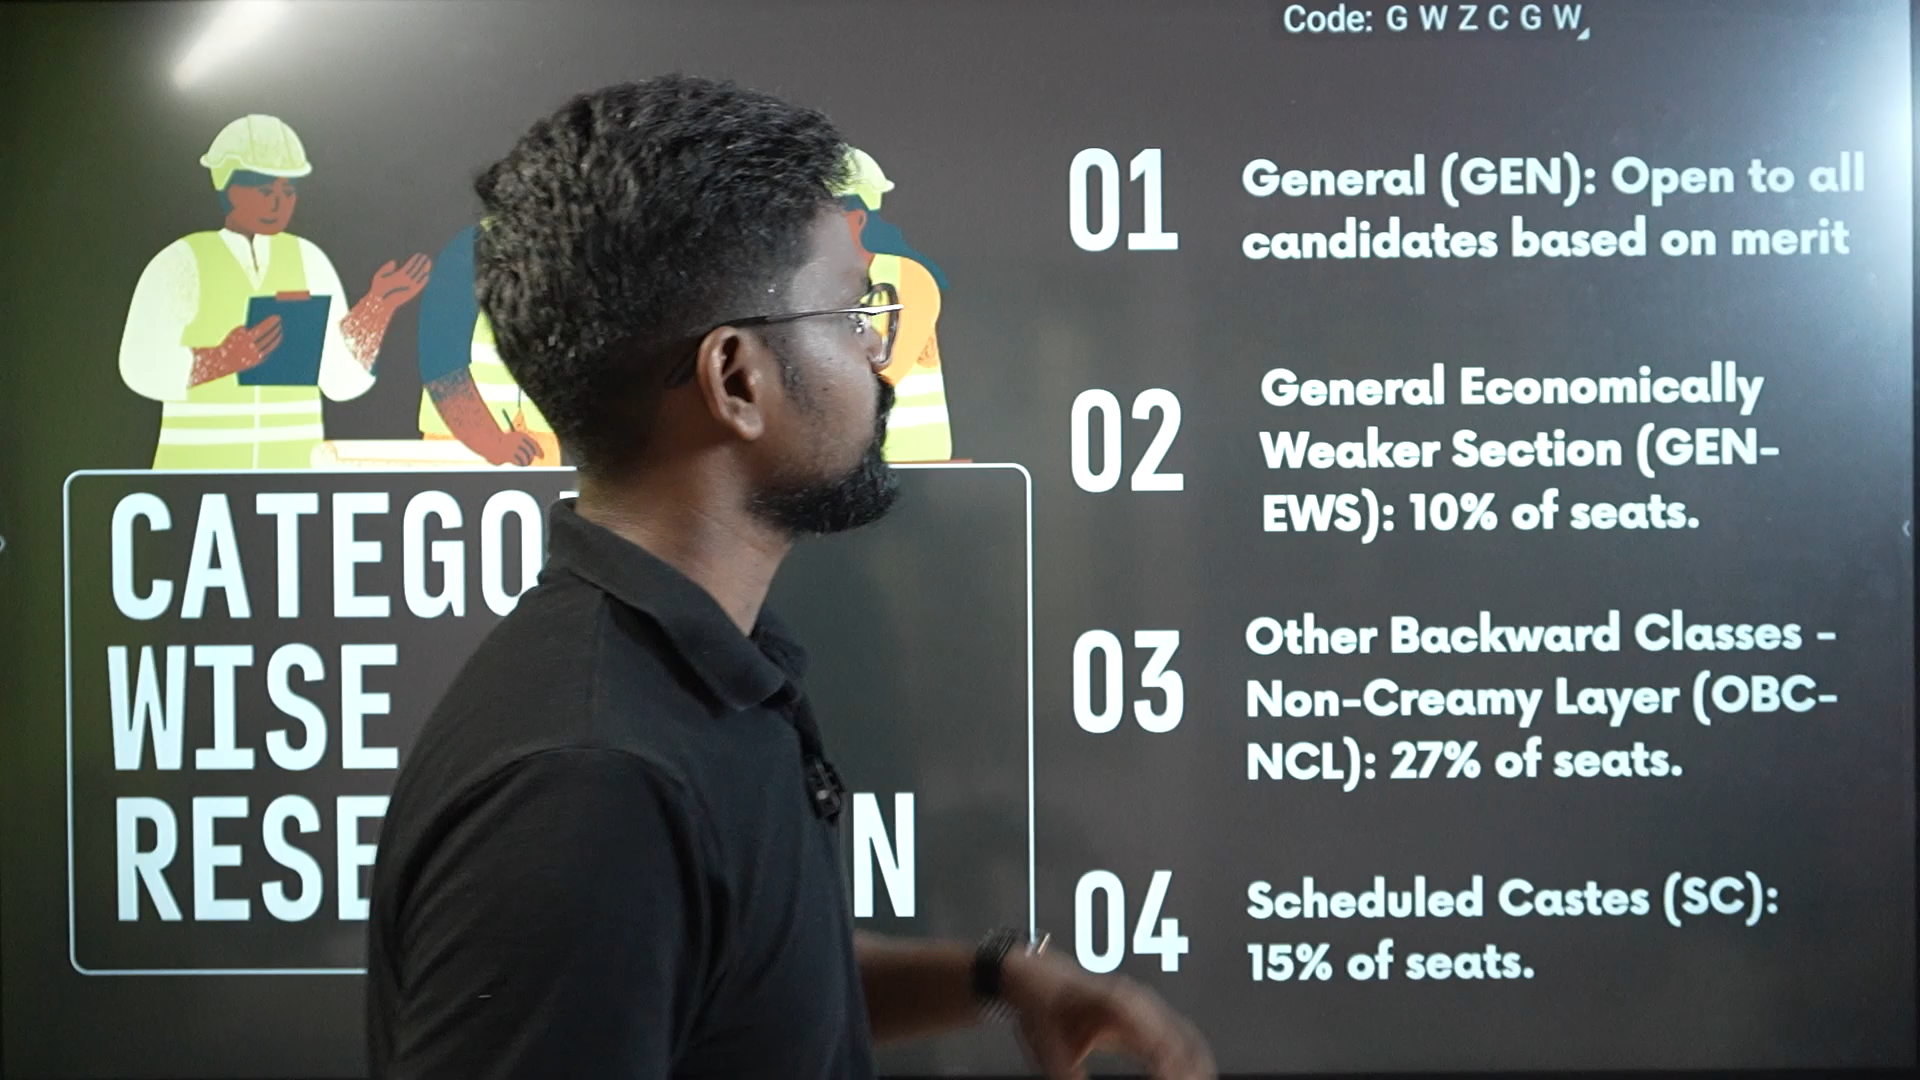 Code: G W Z C G W
WISE
01
General (GEN): Open to all
candidates based on merit
02
General Economically
Weaker Section (GEN-
EWS): 10% of seats.
03
Other Backward Classes -
Non-Creamy Layer (OBC-
NCL): 27% of seats.
04
Scheduled Castes (SC):
15% of seats.